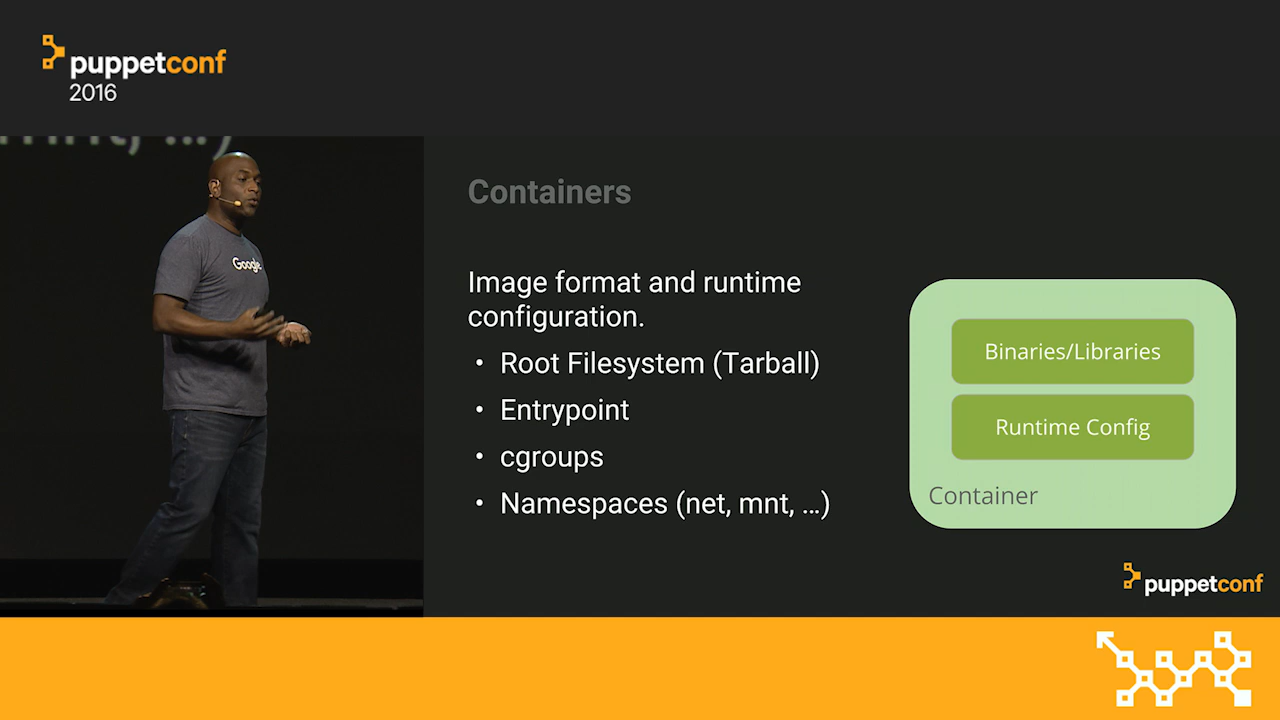 puppetconf
2016
Google
Containers
Image format and runtime
configuration.
• Root Filesystem (Tarball)
• Entrypoint
• cgroups
• Namespaces (net, mnt, …)
Binaries/Libraries
Runtime Config
Container
puppetconf